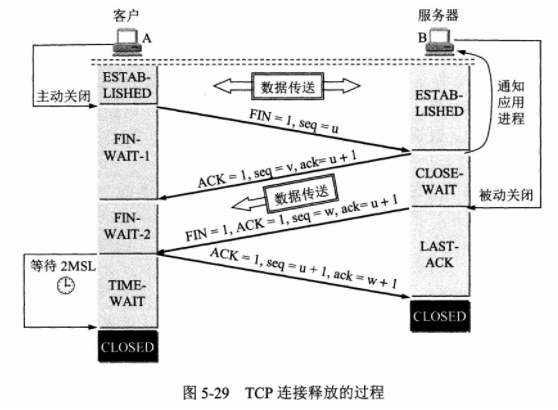 客户
服务器
A
B
ESTAB-
LISHED
数据传送
主动关闭
FIN = 1, seq = u
ESTAB-
LISHED
通知
应用
进程
FIN-
WAIT-1
ACK = 1, seq = v, ack= u + 1
CLOSE-
WAIT
数据传送
被动关闭
FIN = 1, ACK = 1, seq = w, ack= u + 1
FIN-
WAIT-2
ACK = 1, seq = u + 1, ack = w + 1
LAST-
ACK
等待 2MSL
TIME-
WAIT
CLOSED
CLOSED
图 5-29 TCP 连接释放的过程